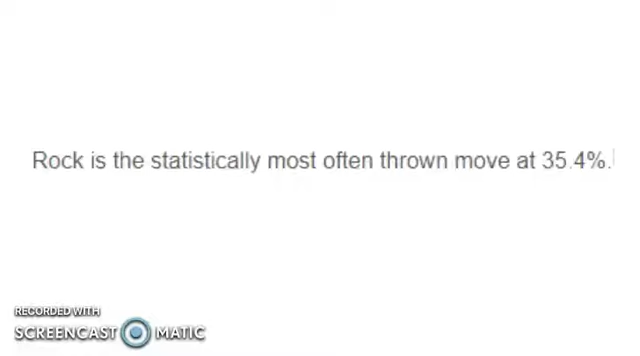 Rock is the statistically most often thrown move at 35.4%.
RECORDED WITH
SCREENCAST MATIC